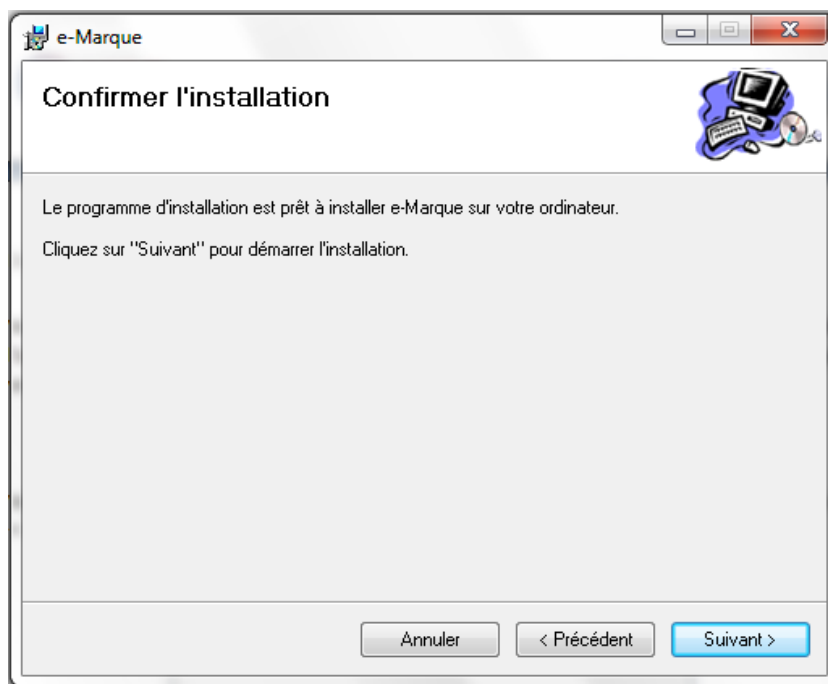 e-Marque
Confirmer l'installation
Le programme d'installation est prêt à installer e-Marque sur votre ordinateur.
Cliquez sur "Suivant" pour démarrer l'installation.
Annuler
< Précédent
Suivant >